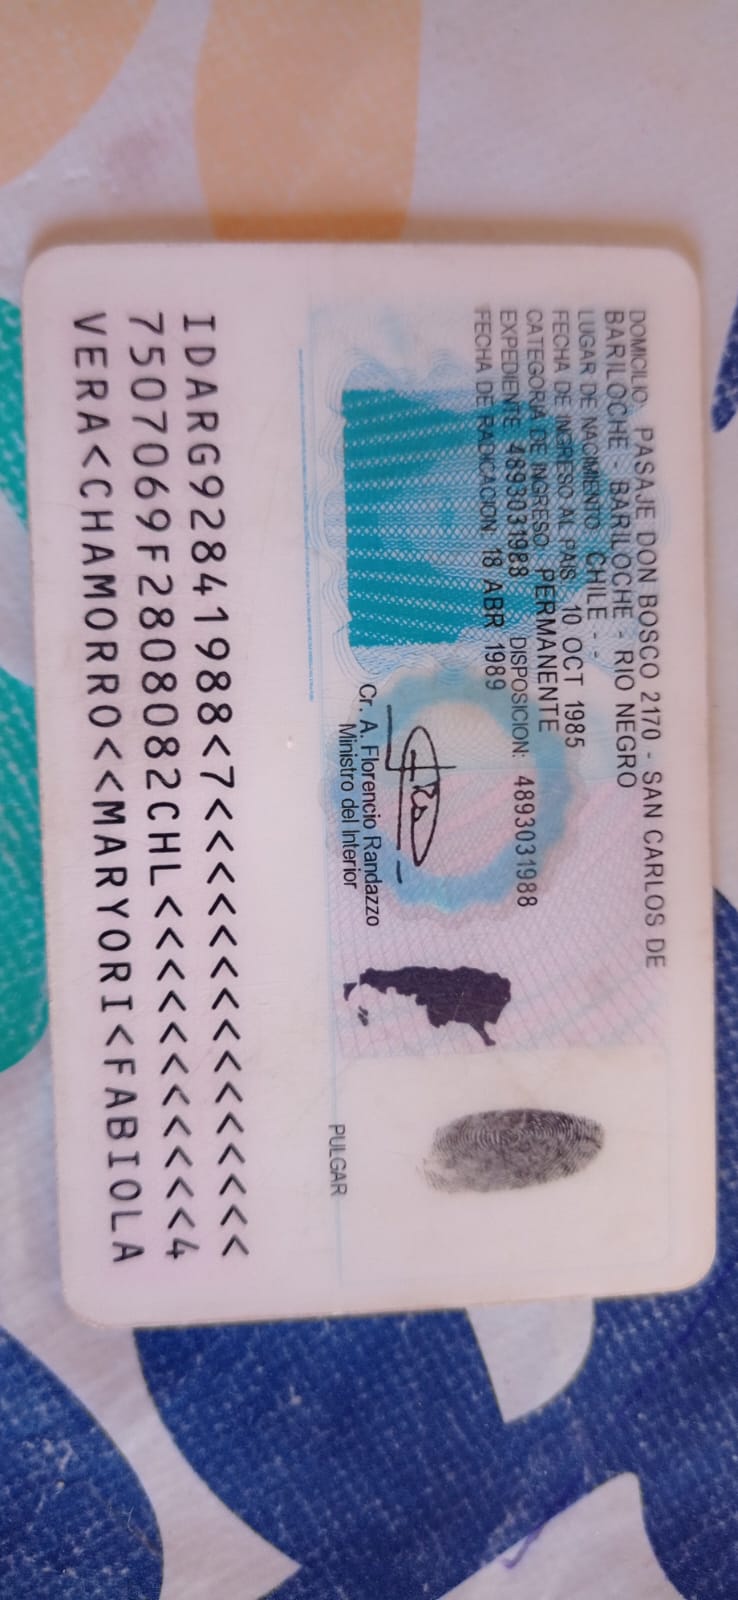 DOMICILIO: PASAJE DON BOSCO 2170 - SAN CARLOS DE
BARILOCHE - BARILOCHE - RIO NEGRO
LUGAR DE NACIMIENTO: CHILE - -
FECHA DE INGRESO AL PAIS: 10 OCT 1985
CATEGORIA DE INGRESO: PERMANENTE
EXPEDIENTE: 4893031988 DISPOSICION: 4893031988
FECHA DE RADICACION: 18 ABR 1989
Cr. A. Florencio Randazzo
Ministro del Interior
PULGAR
IDARG92841988<7<<<<<<<<<<<<<<<
7507069F2808082CHL<<<<<<<<<<<4
VERA<CHAMORRO<<MARYORI<FABIOLA